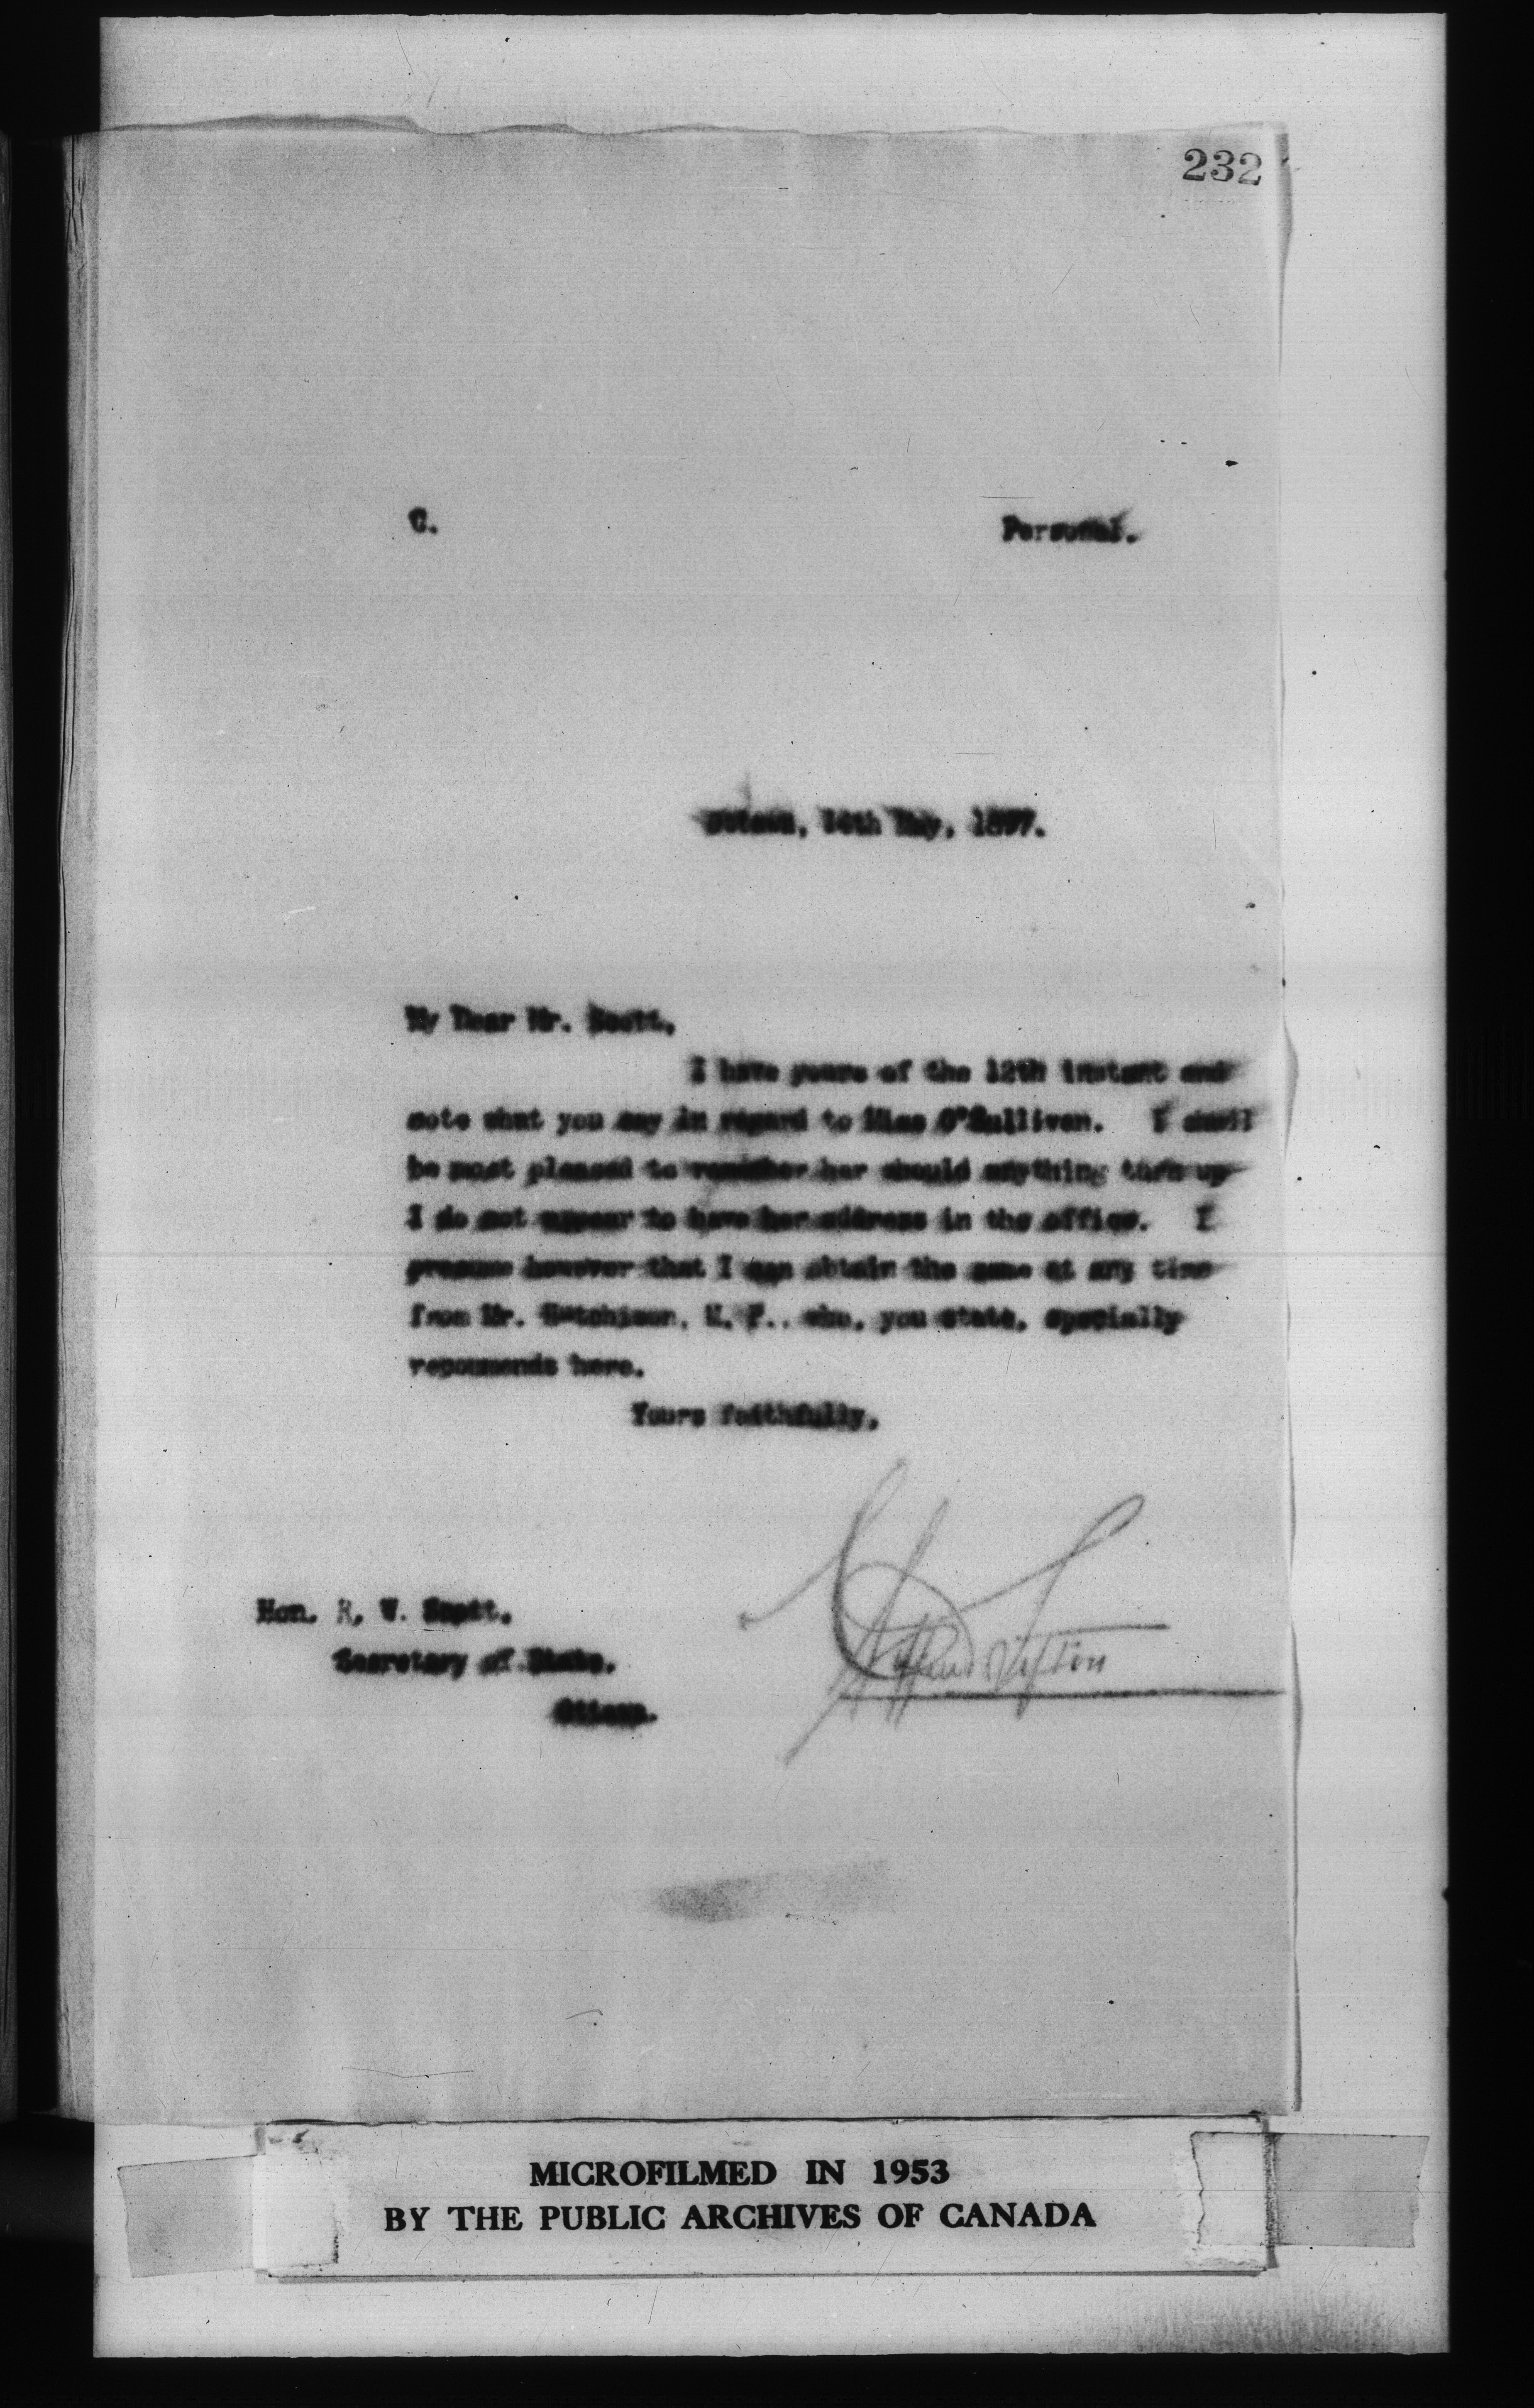 232
C. Personal.
Ottawa, 14th May, 1897.
My Dear Mr. Scott,
I have yours of the 12th instant and
note what you say in regard to Miss O'Sullivan. I shall
be most pleased to remember her should anything turn up
I do not appear to have her address in the office. I
presume however that I can obtain the same at any time
from Mr. Hutchison, M. P., who, you state, specially
recommends here.
Yours faithfully,
Clifford Sifton
Hon. R. W. Scott,
Secretary of State,
Ottawa.
MICROFILMED IN 1953
BY THE PUBLIC ARCHIVES OF CANADA